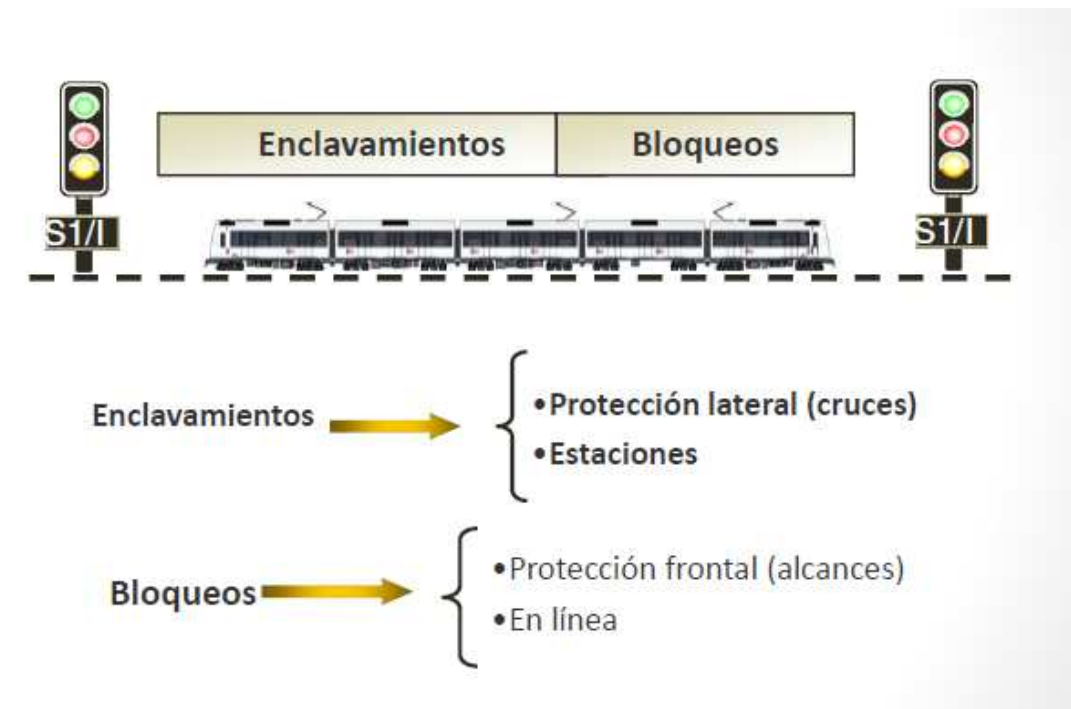 Enclavamientos Bloqueos
S1/I S1/I
Enclavamientos
•Protección lateral (cruces)
•Estaciones
Bloqueos
•Protección frontal (alcances)
•En línea